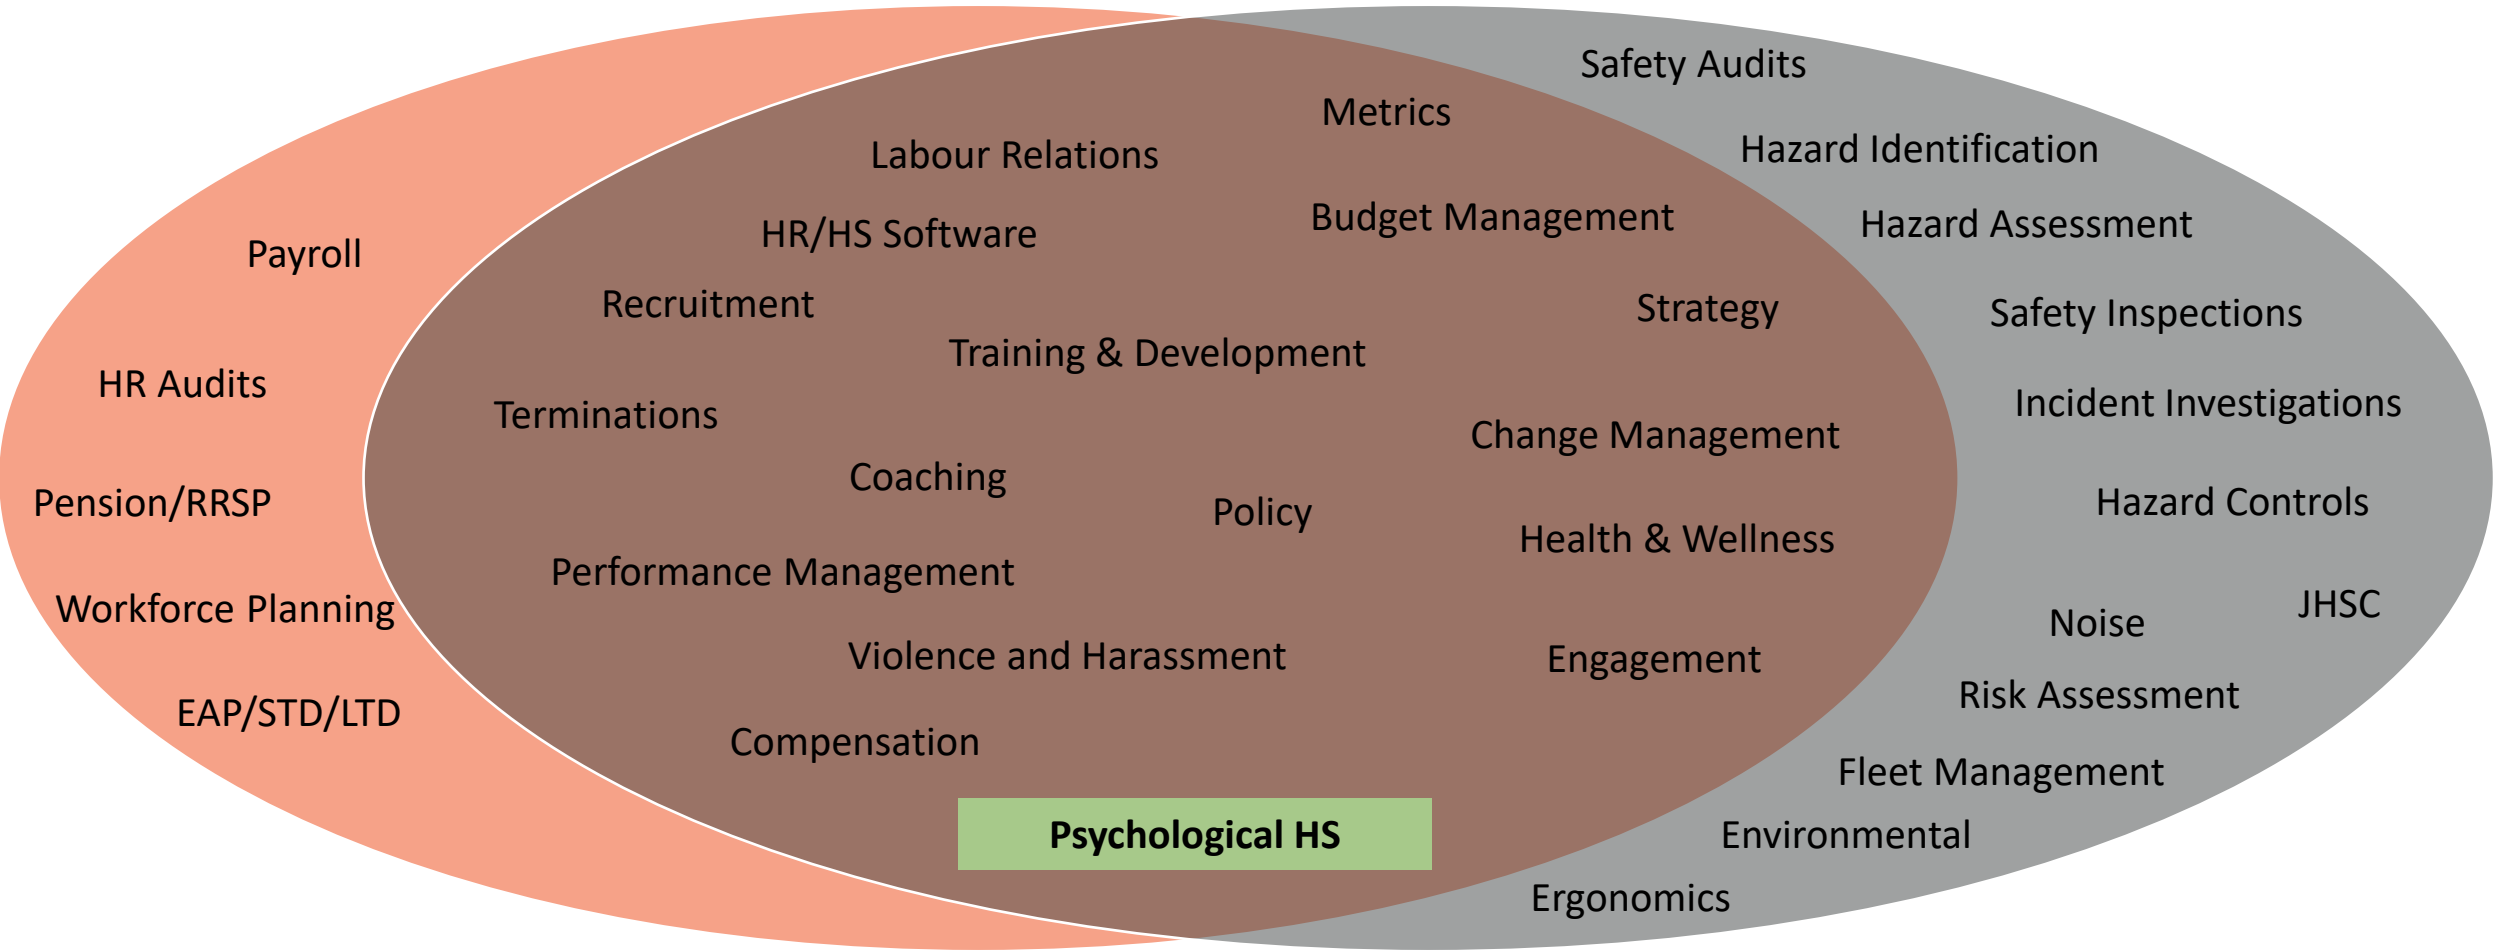 Payroll
HR Audits
Pension/RRSP
Workforce Planning
EAP/STD/LTD
Metrics
Labour Relations
Budget Management
HR/HS Software
Recruitment
Strategy
Training & Development
Terminations
Change Management
Coaching
Policy
Health & Wellness
Performance Management
Violence and Harassment
Engagement
Compensation
Psychological HS
Safety Audits
Hazard Identification
Hazard Assessment
Safety Inspections
Incident Investigations
Hazard Controls
JHSC
Noise
Risk Assessment
Fleet Management
Environmental
Ergonomics